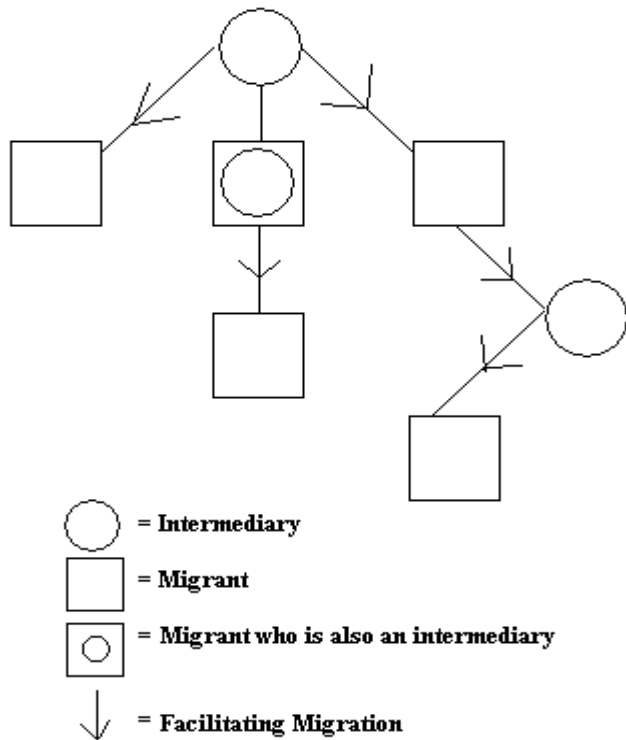 = Intermediary
= Migrant
= Migrant who is also an intermediary
= Facilitating Migration